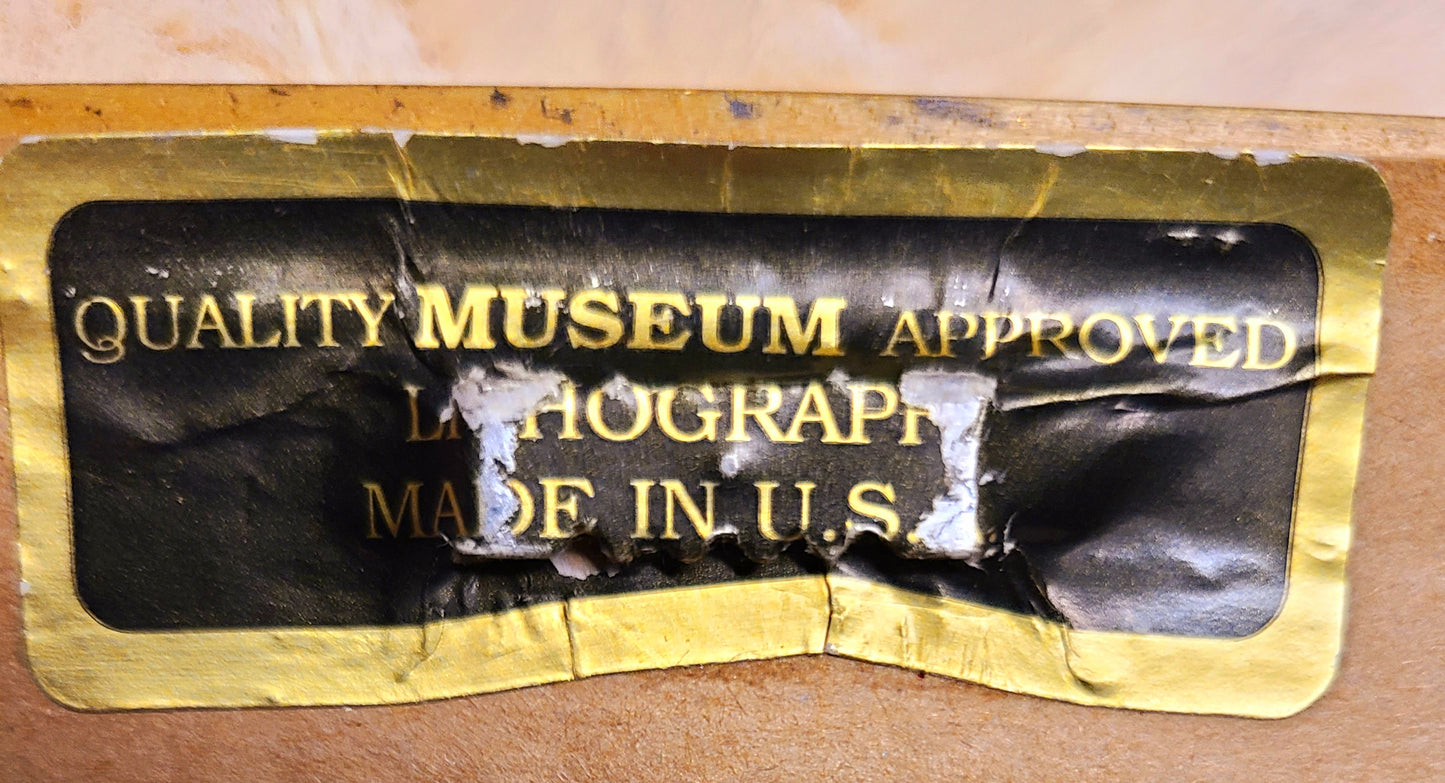 QUALITY MUSEUM APPROVED
LITHOGRAPH
MADE IN U.S.A.